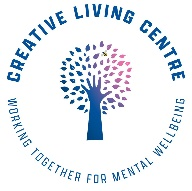 CREATIVE LIVING CENTRE
WORKING TOGETHER FOR MENTAL WELLBEING